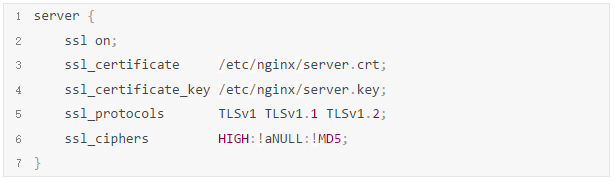 1 server {
2     ssl on;
3     ssl_certificate     /etc/nginx/server.crt;
4     ssl_certificate_key /etc/nginx/server.key;
5     ssl_protocols       TLSv1 TLSv1.1 TLSv1.2;
6     ssl_ciphers         HIGH:!aNULL:!MD5;
7 }